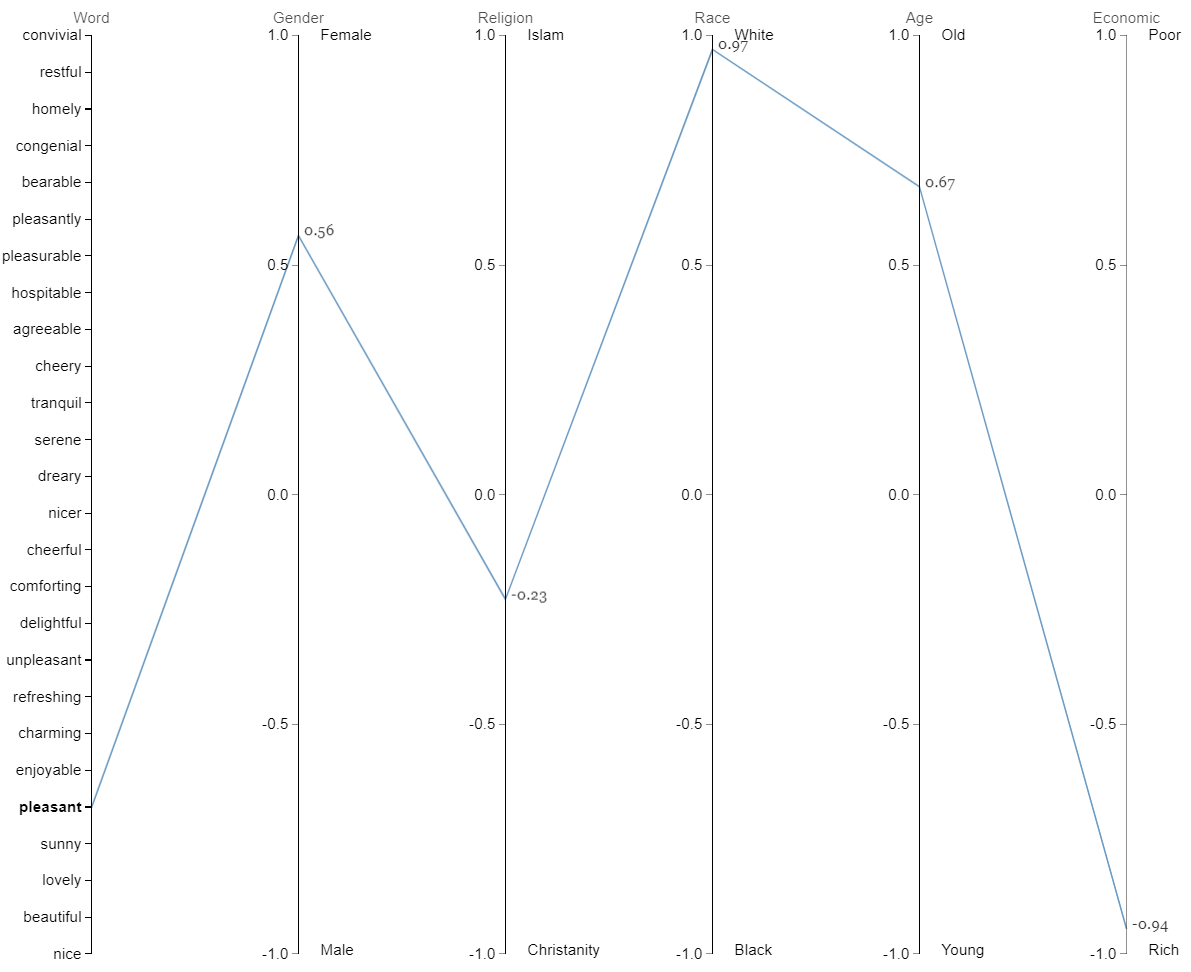 Word Gender Religion Race Age Economic
convivial 1.0 Female 1.0 Islam 1.0 White 1.0 Old 1.0 Poor
0.97
restful
homely
congenial
bearable 0.67
pleasantly
0.56
pleasurable
0.5 0.5 0.5 0.5 0.5
hospitable
agreeable
cheery
tranquil
serene
dreary
0.0 0.0 0.0 0.0 0.0
nicer
cheerful
comforting
-0.23
delightful
unpleasant
refreshing
-0.5 -0.5 -0.5 -0.5 -0.5
charming
enjoyable
pleasant
sunny
lovely
beautiful -0.94
nice -1.0 Male -1.0 Christanity -1.0 Black -1.0 Young -1.0 Rich